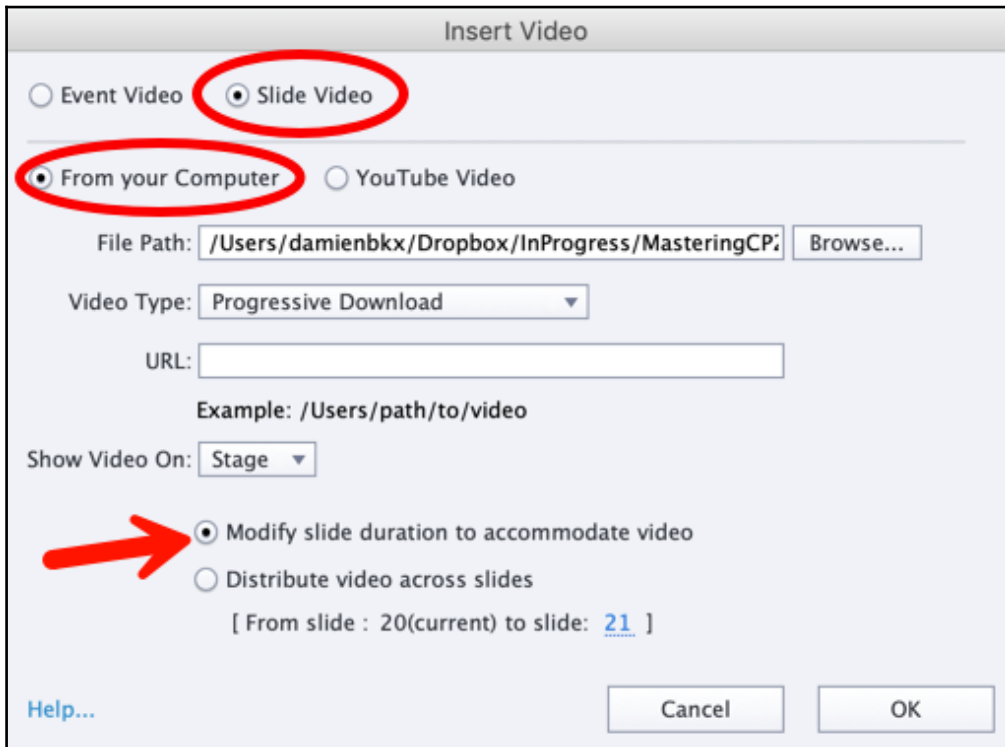 Insert Video
Event Video Slide Video
From your Computer YouTube Video
File Path: /Users/damienbkx/Dropbox/InProgress/MasteringCP2 Browse...
Video Type: Progressive Download
URL:
Example: /Users/path/to/video
Show Video On: Stage
Modify slide duration to accommodate video
Distribute video across slides
[ From slide : 20(current) to slide: 21 ]
Help... Cancel OK